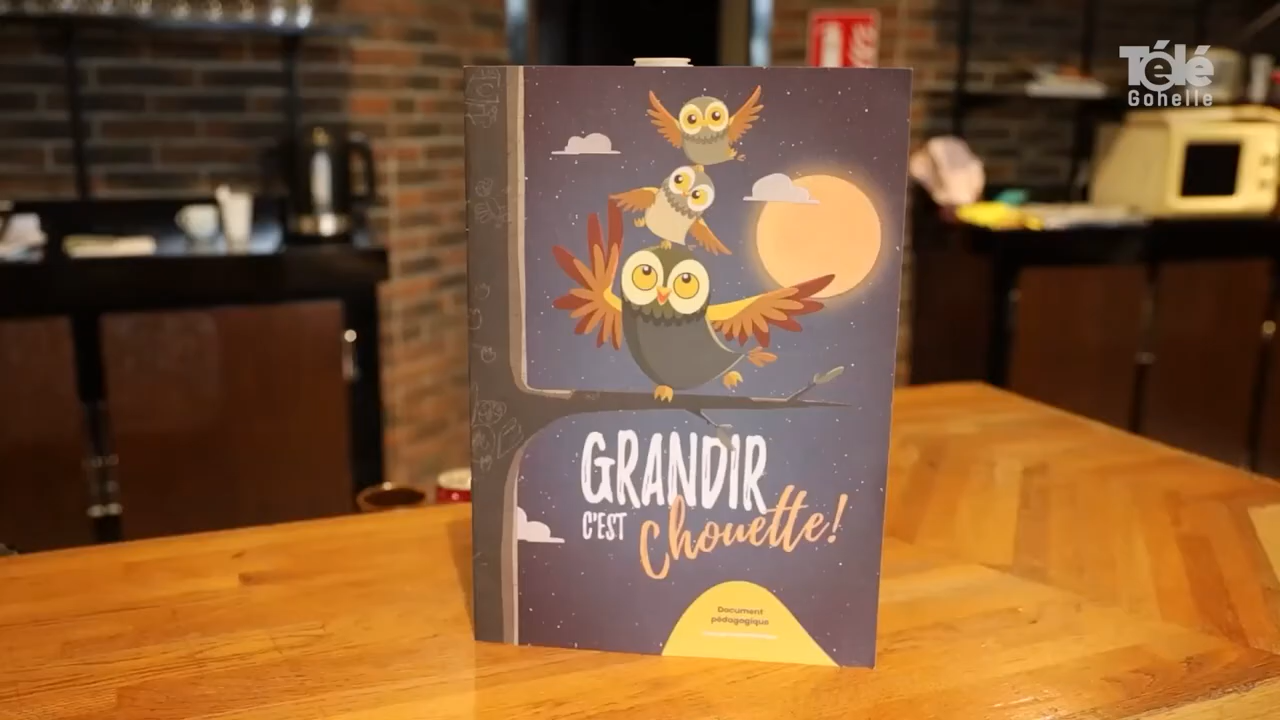 Télé
Gohelle
GRANDIR
C'EST Chouette!
Document
pédagogique